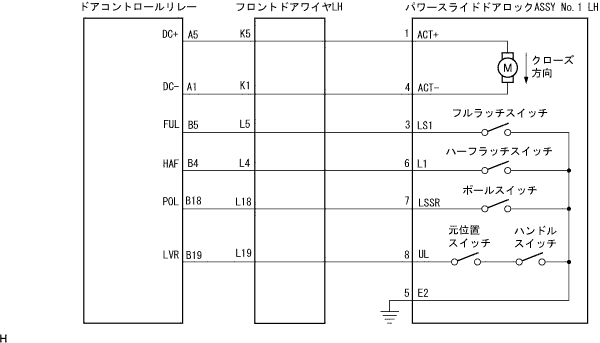 ドアコントロールリレー フロントドアワイヤLH パワースライドドアロックASSY No.1 LH
DC+ A5 K5 1 ACT+
M クローズ
方向
DC- A1 K1 4 ACT-
フルラッチスイッチ
FUL B5 L5 3 LS1
ハーフラッチスイッチ
HAF B4 L4 6 L1
ポールスイッチ
POL B18 L18 7 LSSR
元位置 ハンドル
スイッチ スイッチ
LVR B19 L19 8 UL
5 E2
H